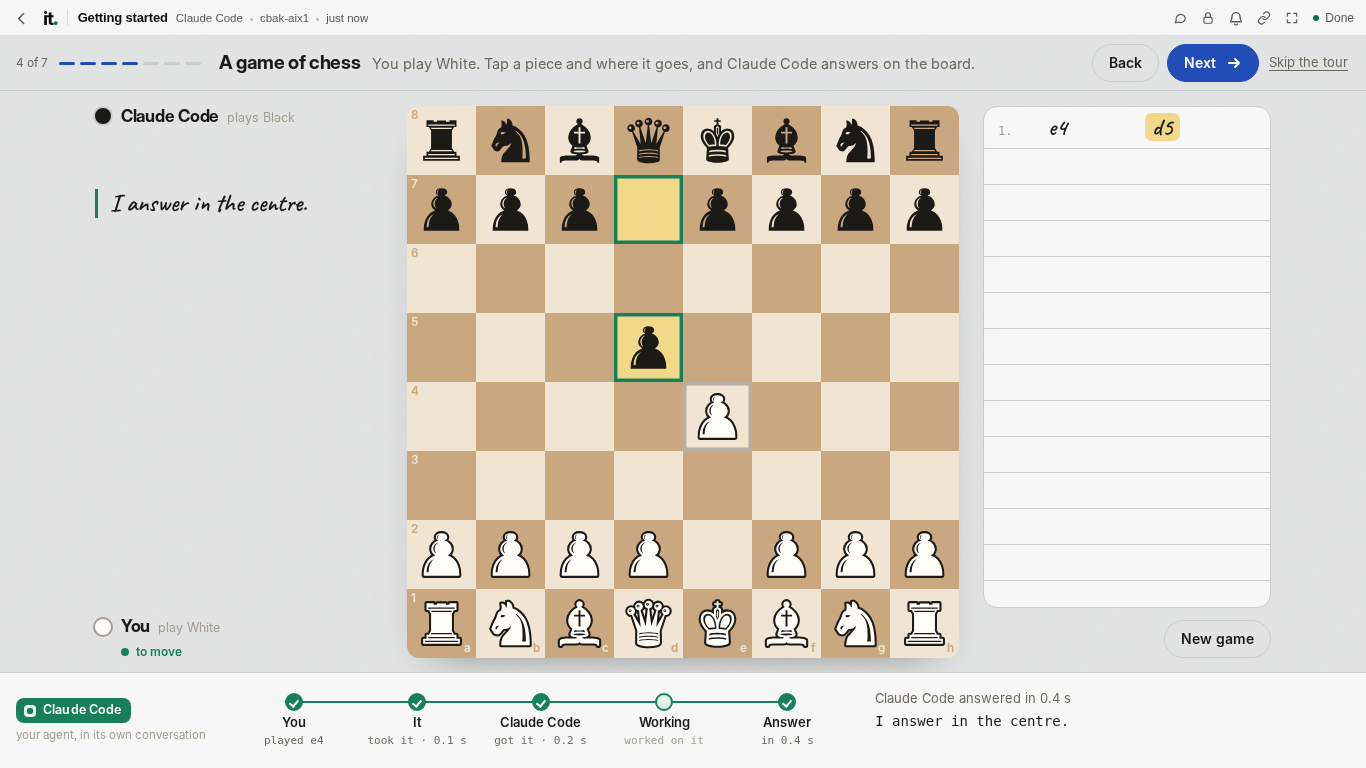 it. Getting started Claude Code • cbak-aix1 • just now Done
4 of 7 A game of chess You play White. Tap a piece and where it goes, and Claude Code answers on the board. Back Next Skip the tour
Claude Code plays Black
I answer in the centre.
8
7
6
5
4
3
2
1
a b c d e f g h
1. e4 d5
You play White
to move
New game
Claude Code
your agent, in its own conversation
You It Claude Code Working Answer
played e4 took it · 0.1 s got it · 0.2 s worked on it in 0.4 s
Claude Code answered in 0.4 s
I answer in the centre.